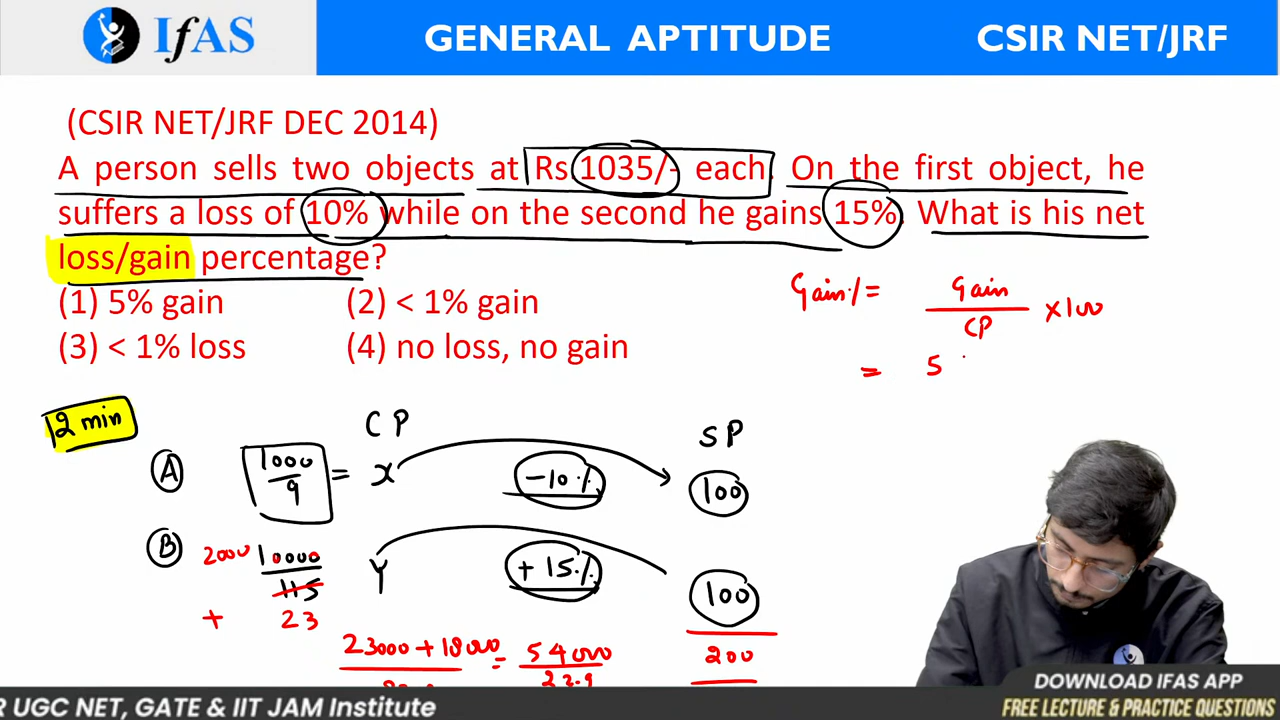 IfAS
GENERAL APTITUDE
CSIR NET/JRF
(CSIR NET/JRF DEC 2014)
A person sells two objects at Rs 1035/- each. On the first object, he
suffers a loss of 10% while on the second he gains 15%. What is his net
loss/gain percentage?
(1) 5% gain (2) < 1% gain
(3) < 1% loss (4) no loss, no gain
Gain% = Gain/CP ×100
= 5
2 min
CP SP
A 1000/9 = X -10% 100
B 2000 10000/115 Y +15% 100
+ 23
23000 + 18000 = 54000 200
23.9
DOWNLOAD IFAS APP
R UGC NET, GATE & IIT JAM Institute
FREE LECTURE & PRACTICE QUESTIONS